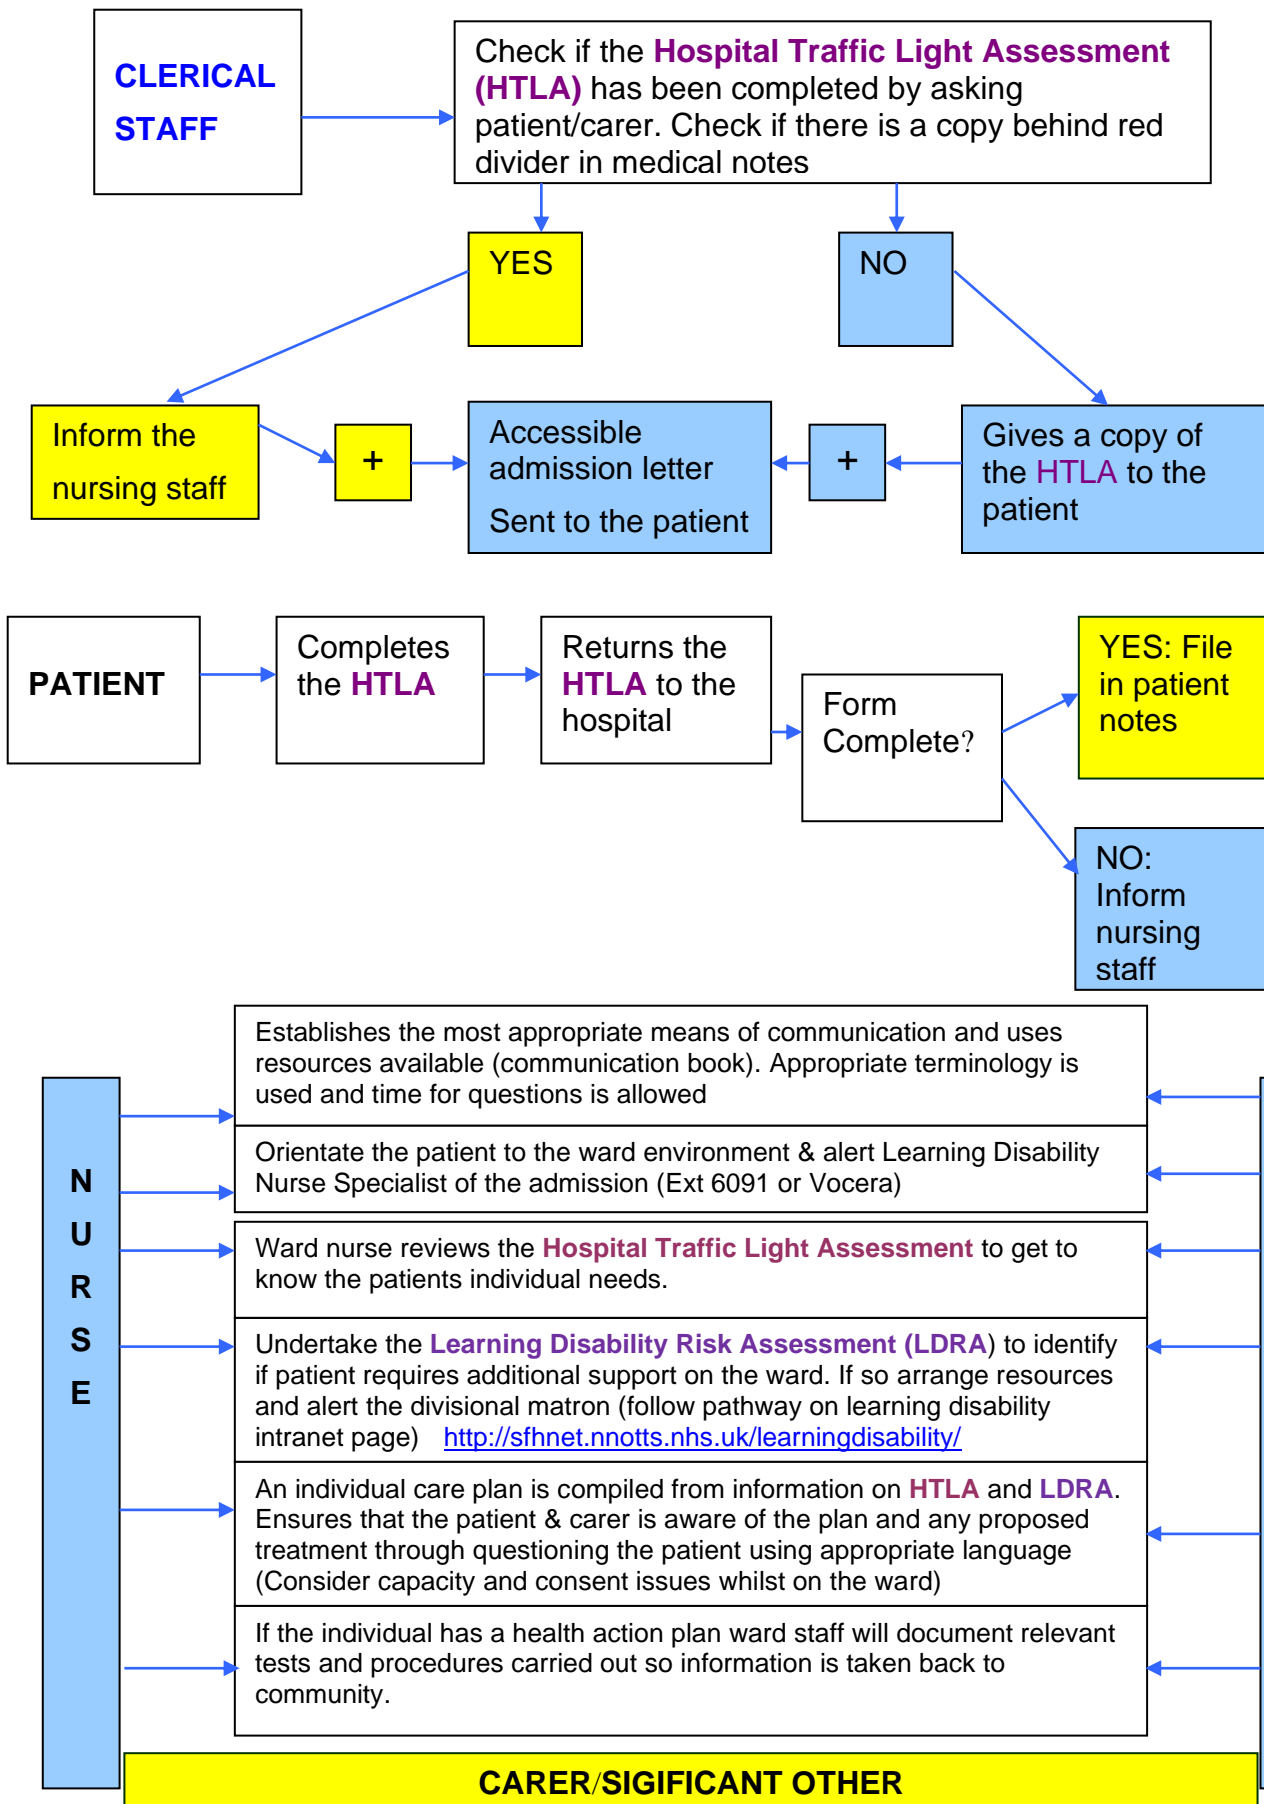 CLERICAL
STAFF
Check if the Hospital Traffic Light Assessment
(HTLA) has been completed by asking
patient/carer. Check if there is a copy behind red
divider in medical notes
YES
NO
Inform the
nursing staff
+
Accessible
admission letter
Sent to the patient
+
Gives a copy of
the HTLA to the
patient
PATIENT
Completes
the HTLA
Returns the
HTLA to the
hospital
Form
Complete?
YES: File
in patient
notes
NO:
Inform
nursing
staff
N
U
R
S
E
Establishes the most appropriate means of communication and uses
resources available (communication book). Appropriate terminology is
used and time for questions is allowed
Orientate the patient to the ward environment & alert Learning Disability
Nurse Specialist of the admission (Ext 6091 or Vocera)
Ward nurse reviews the Hospital Traffic Light Assessment to get to
know the patients individual needs.
Undertake the Learning Disability Risk Assessment (LDRA) to identify
if patient requires additional support on the ward. If so arrange resources
and alert the divisional matron (follow pathway on learning disability
intranet page) http://sfhnet.nnotts.nhs.uk/learningdisability/
An individual care plan is compiled from information on HTLA and LDRA.
Ensures that the patient & carer is aware of the plan and any proposed
treatment through questioning the patient using appropriate language
(Consider capacity and consent issues whilst on the ward)
If the individual has a health action plan ward staff will document relevant
tests and procedures carried out so information is taken back to
community.
CARER/SIGIFICANT OTHER